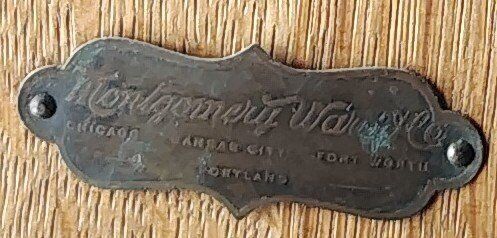 Montgomery Ward & Co.
CHICAGO KANSAS CITY FORT WORTH
PORTLAND